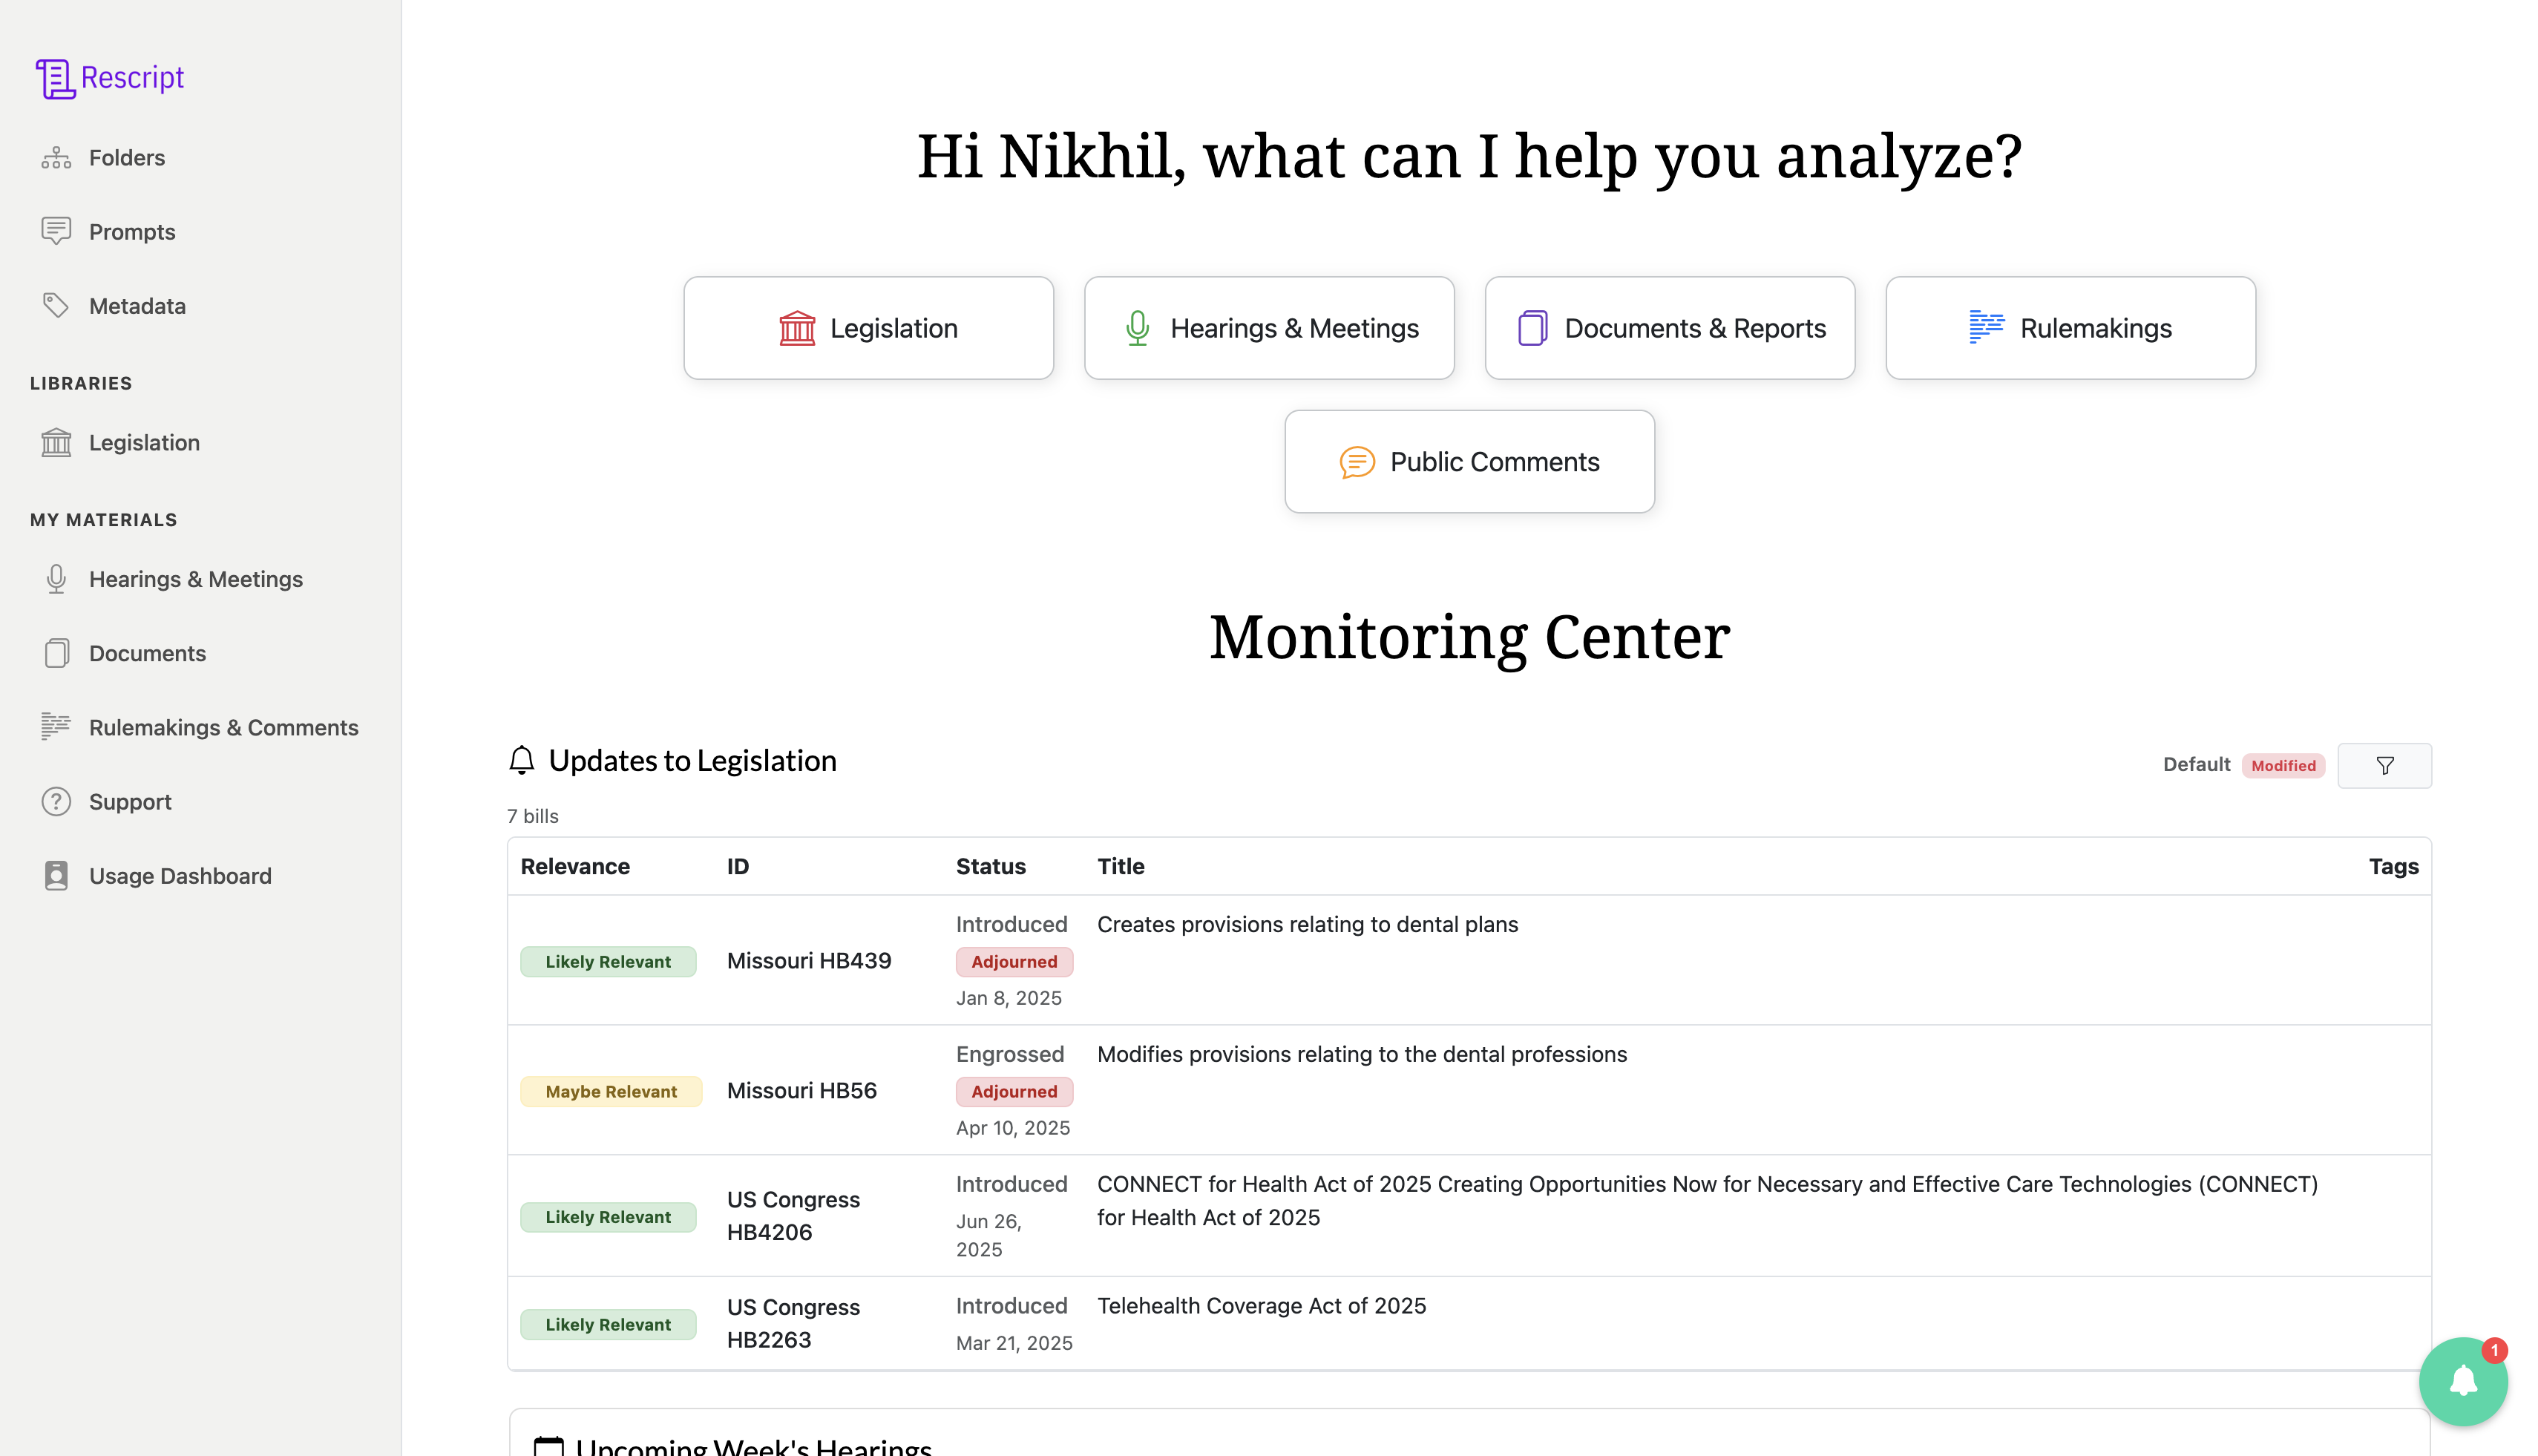 Rescript
Folders
Prompts
Metadata
LIBRARIES
Legislation
MY MATERIALS
Hearings & Meetings
Documents
Rulemakings & Comments
Support
Usage Dashboard
Hi Nikhil, what can I help you analyze?
Legislation
Hearings & Meetings
Documents & Reports
Rulemakings
Public Comments
Monitoring Center
Updates to Legislation
Default Modified
7 bills
Relevance ID Status Title Tags
Likely Relevant
Missouri HB439
Introduced
Adjourned
Jan 8, 2025
Creates provisions relating to dental plans
Maybe Relevant
Missouri HB56
Engrossed
Adjourned
Apr 10, 2025
Modifies provisions relating to the dental professions
Likely Relevant
US Congress
HB4206
Introduced
Jun 26,
2025
CONNECT for Health Act of 2025 Creating Opportunities Now for Necessary and Effective Care Technologies (CONNECT)
for Health Act of 2025
Likely Relevant
US Congress
HB2263
Introduced
Mar 21, 2025
Telehealth Coverage Act of 2025
1
Upcoming Week's Hearings